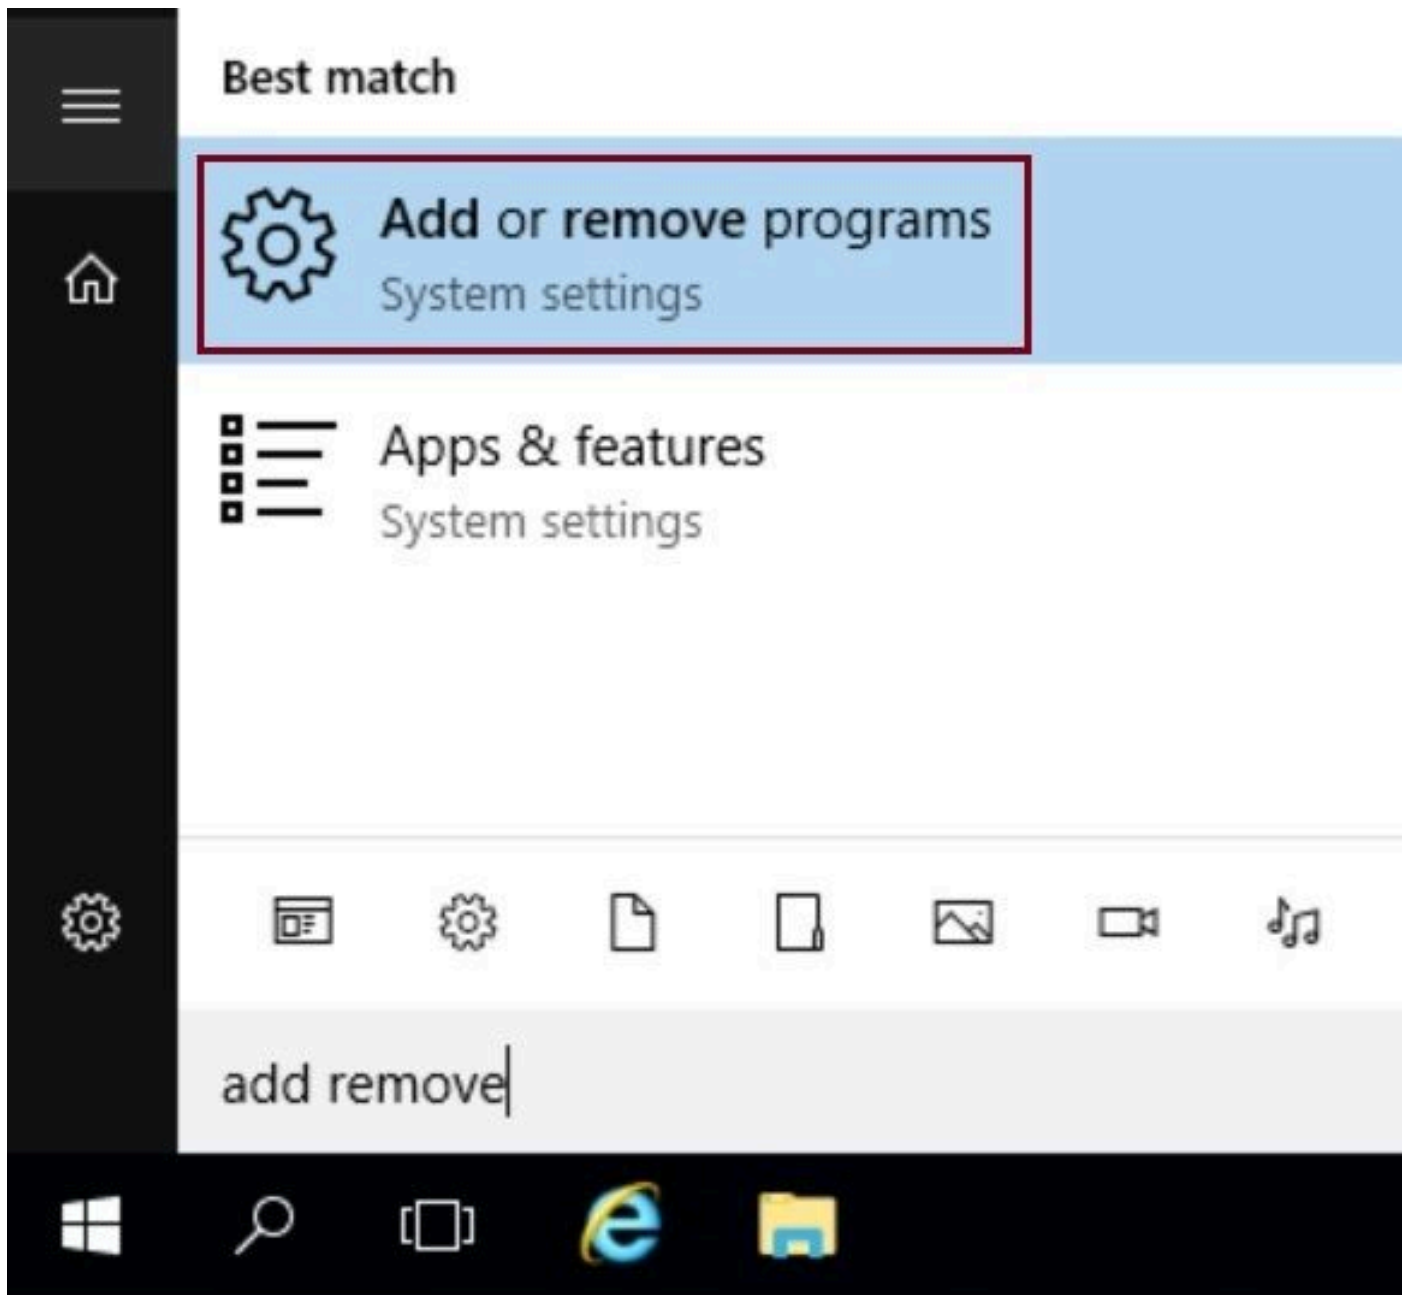 Best match
Add or remove programs
System settings
Apps & features
System settings
add remove